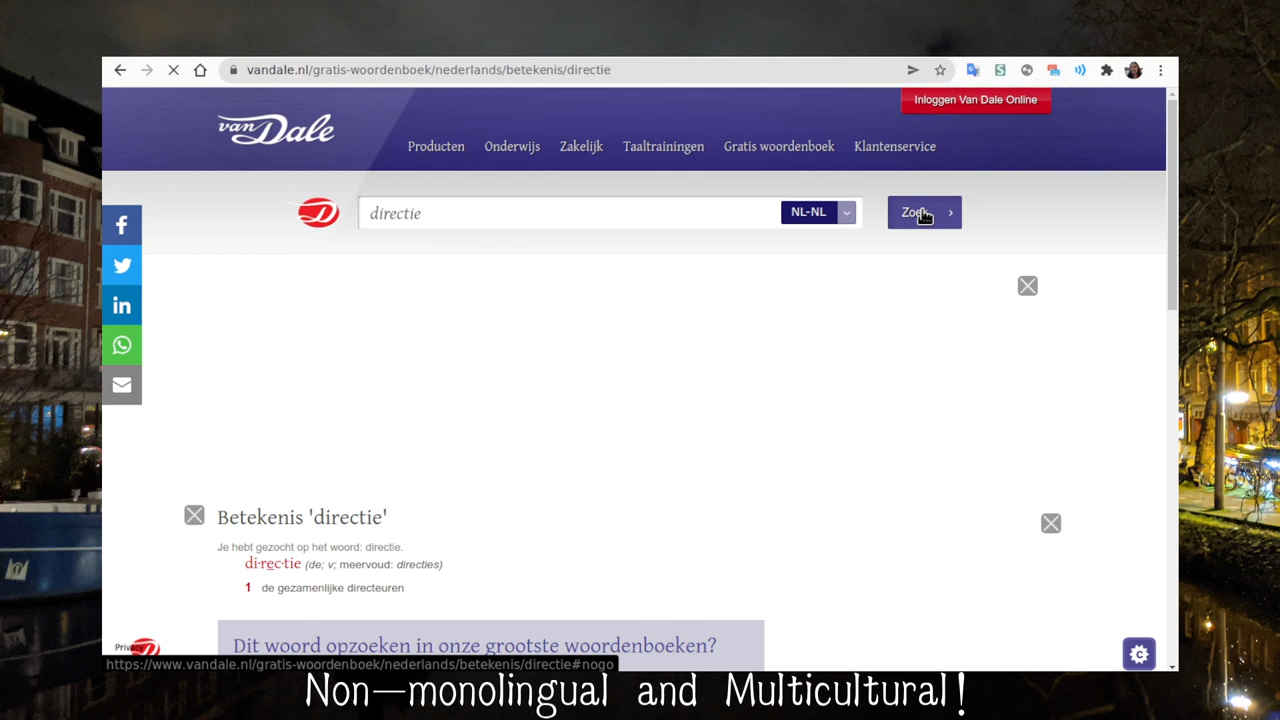 vandale.nl/gratis-woordenboek/nederlands/betekenis/directie
Inloggen Van Dale Online
van Dale
Producten Onderwijs Zakelijk Taaltrainingen Gratis woordenboek Klantenservice
directie NL-NL Zoek
Betekenis 'directie'
Je hebt gezocht op het woord: directie.
di·rec·tie (de; v; meervoud: directies)
1 de gezamenlijke directeuren
Dit woord opzoeken in onze grootste woordenboeken?
Privacy
https://www.vandale.nl/gratis-woordenboek/nederlands/betekenis/directie#nogo
Non-monolingual and Multicultural!